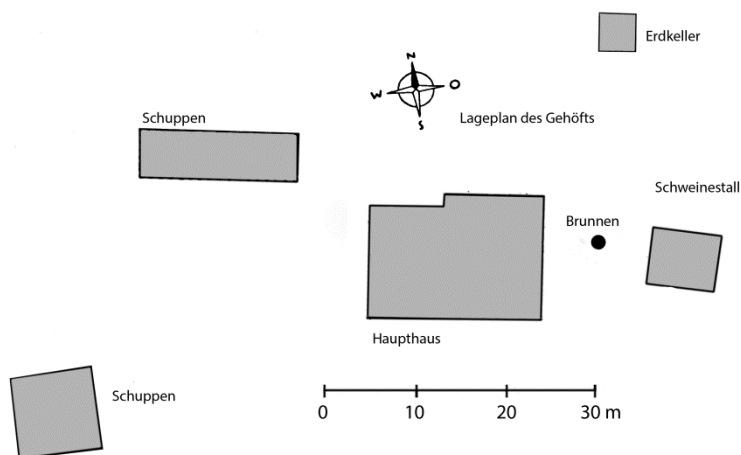 Erdkeller
N
W
O
S
Schuppen
Lageplan des Gehöfts
Schweinestall
Brunnen
Haupthaus
Schuppen
0 10 20 30 m